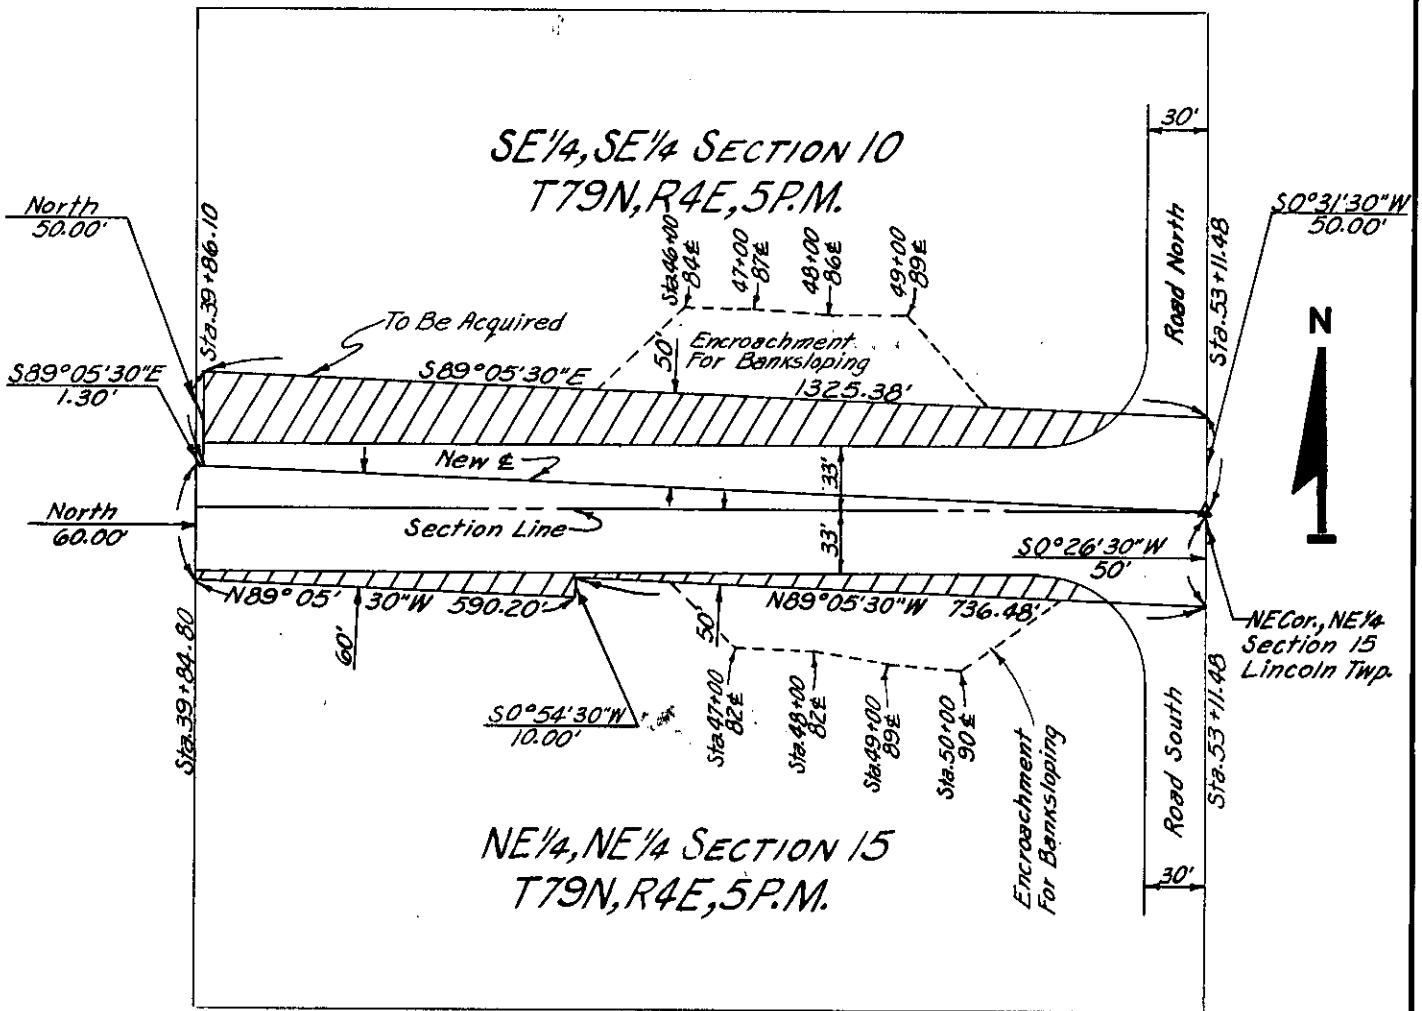 SE¼, SE¼ SECTION 10
T79N, R4E, 5P.M.
30'
Road North
Sta. 53+11.48
S0°31'30"W
50.00'
North
50.00'
Sta. 39+86.10
Sta. 46+00
84 ℄
47+00
87 ℄
48+00
86 ℄
49+00
89 ℄
N
To Be Acquired
S89°05'30"E
1325.38'
50'
Encroachment
For Banksloping
S89°05'30"E
1.30'
New ℄
33'
North
60.00'
Section Line
33'
S0°26'30"W
50'
N89°05'30"W 590.20'
N89°05'30"W 736.48'
60'
50'
NE Cor., NE¼
Section 15
Lincoln Twp.
Sta. 39+84.80
S0°54'30"W
10.00'
Sta. 47+00
82 ℄
Sta. 48+00
82 ℄
Sta. 49+00
89 ℄
Sta. 50+00
90 ℄
Encroachment
For Banksloping
Road South
Sta. 53+11.48
30'
NE¼, NE¼ SECTION 15
T79N, R4E, 5P.M.